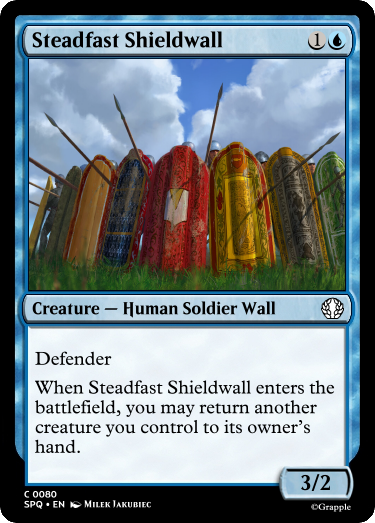 Steadfast Shieldwall 1
Creature — Human Soldier Wall
Defender
When Steadfast Shieldwall enters the
battlefield, you may return another
creature you control to its owner's
hand.
3/2
C 0080
SPQ • EN Milek Jakubiec
©Grapple